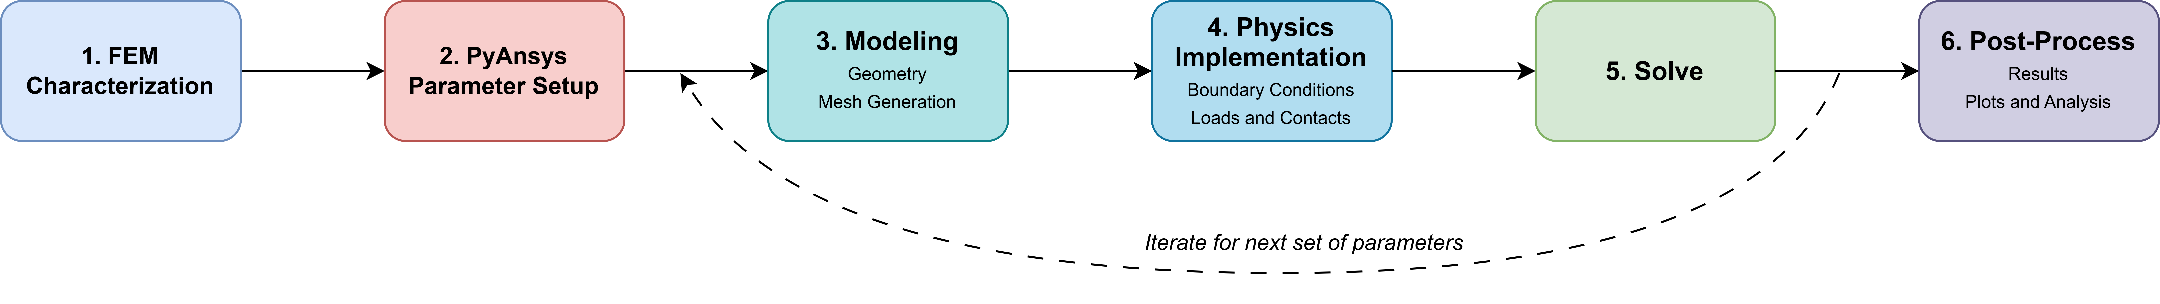 1. FEM
Characterization
2. PyAnsys
Parameter Setup
3. Modeling
Geometry
Mesh Generation
4. Physics
Implementation
Boundary Conditions
Loads and Contacts
5. Solve
6. Post-Process
Results
Plots and Analysis
Iterate for next set of parameters